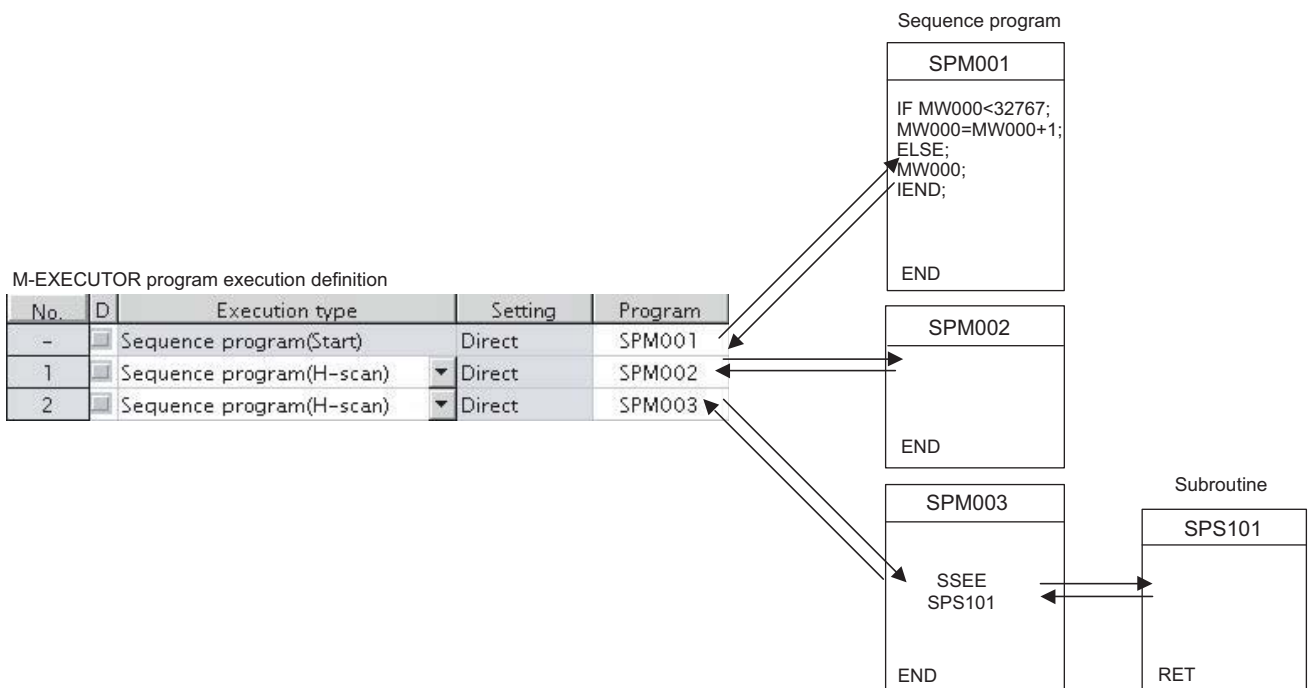 Sequence program
SPM001
IF MW000<32767;
MW000=MW000+1;
ELSE;
MW000;
IEND;
END
M-EXECUTOR program execution definition
No. D Execution type Setting Program
- Sequence program(Start) Direct SPM001
1 Sequence program(H-scan) Direct SPM002
2 Sequence program(H-scan) Direct SPM003
SPM002
END
SPM003
SSEE
SPS101
END
Subroutine
SPS101
RET